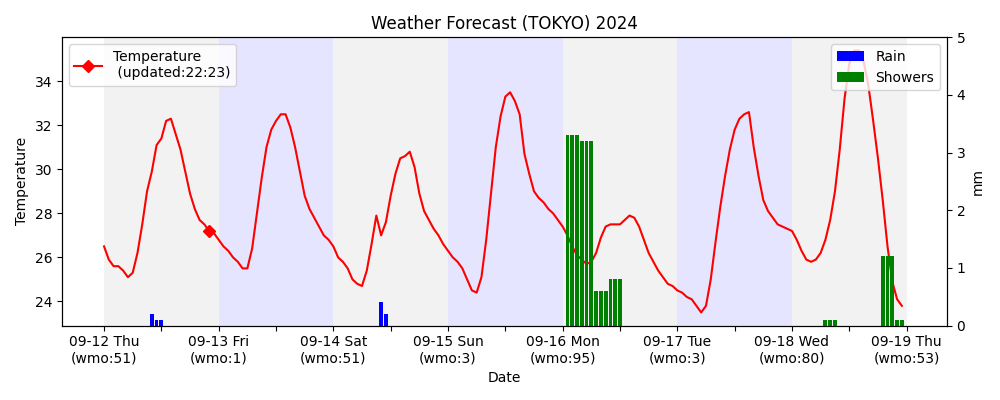 Weather Forecast (TOKYO) 2024
Temperature
(updated:22:23)
Rain
Showers
Temperature
34
32
30
28
26
24
5
4
3
2
1
0
mm
09-12 Thu
(wmo:51)
09-13 Fri
(wmo:1)
09-14 Sat
(wmo:51)
09-15 Sun
(wmo:3)
09-16 Mon
(wmo:95)
09-17 Tue
(wmo:3)
09-18 Wed
(wmo:80)
09-19 Thu
(wmo:53)
Date